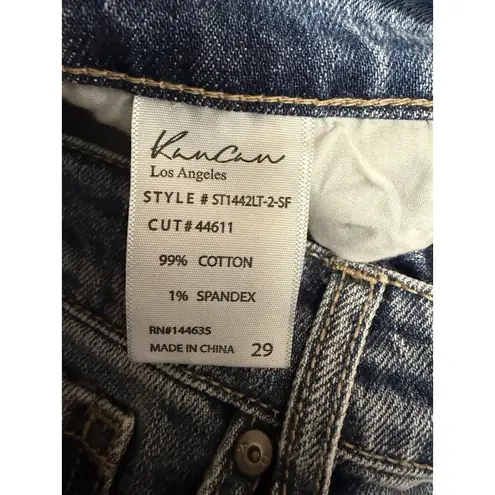 KanCan
Los Angeles
STYLE # ST1442LT-2-SF
CUT# 44611
99% COTTON
1% SPANDEX
RN#144635
MADE IN CHINA 29